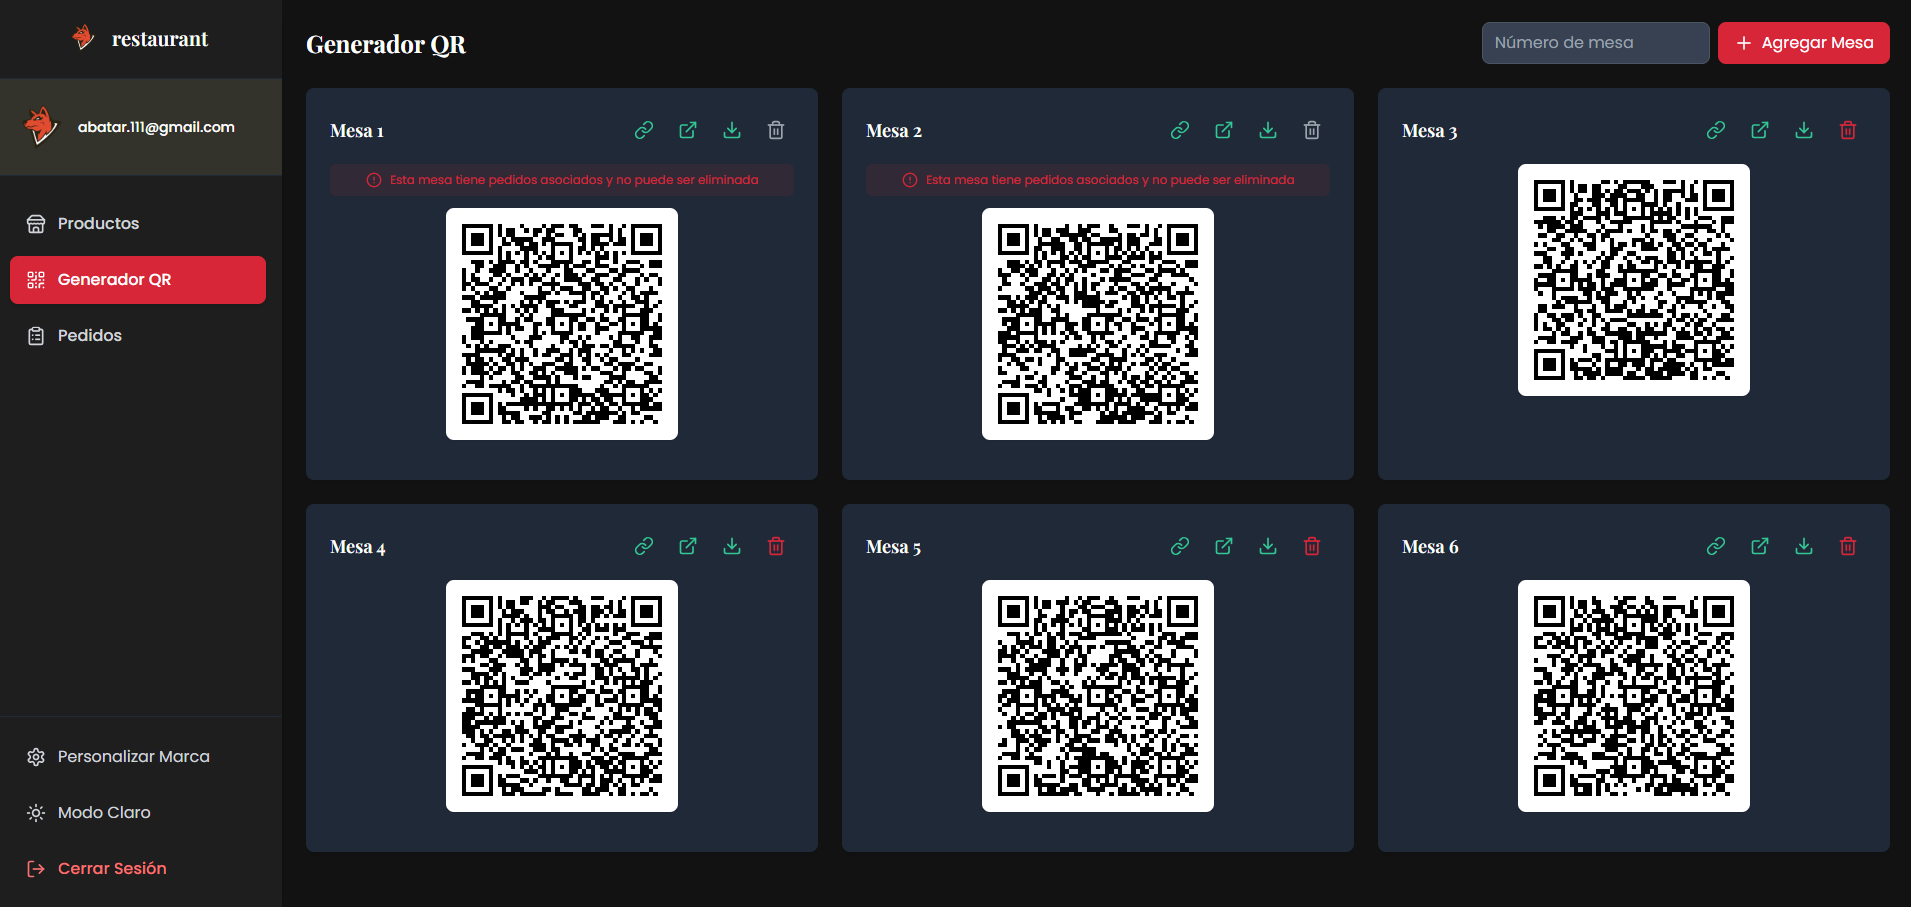 restaurant
abatar.111@gmail.com
Productos
Generador QR
Pedidos
Personalizar Marca
Modo Claro
Cerrar Sesión
Generador QR
Número de mesa
Agregar Mesa
Mesa 1
Esta mesa tiene pedidos asociados y no puede ser eliminada
Mesa 2
Esta mesa tiene pedidos asociados y no puede ser eliminada
Mesa 3
Mesa 4
Mesa 5
Mesa 6